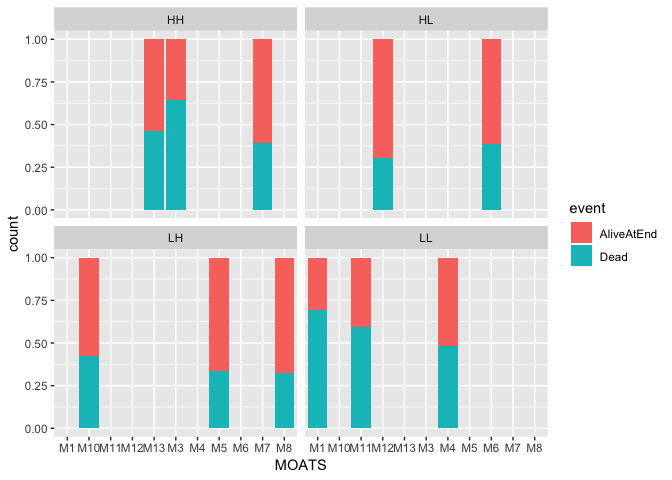 HH HL
1.00
0.75
0.50
0.25
0.00
count
event
AliveAtEnd
Dead
LH LL
1.00
0.75
0.50
0.25
0.00
M1 M10 M11 M12 M13 M3 M4 M5 M6 M7 M8 M1 M10 M11 M12 M13 M3 M4 M5 M6 M7 M8
MOATS